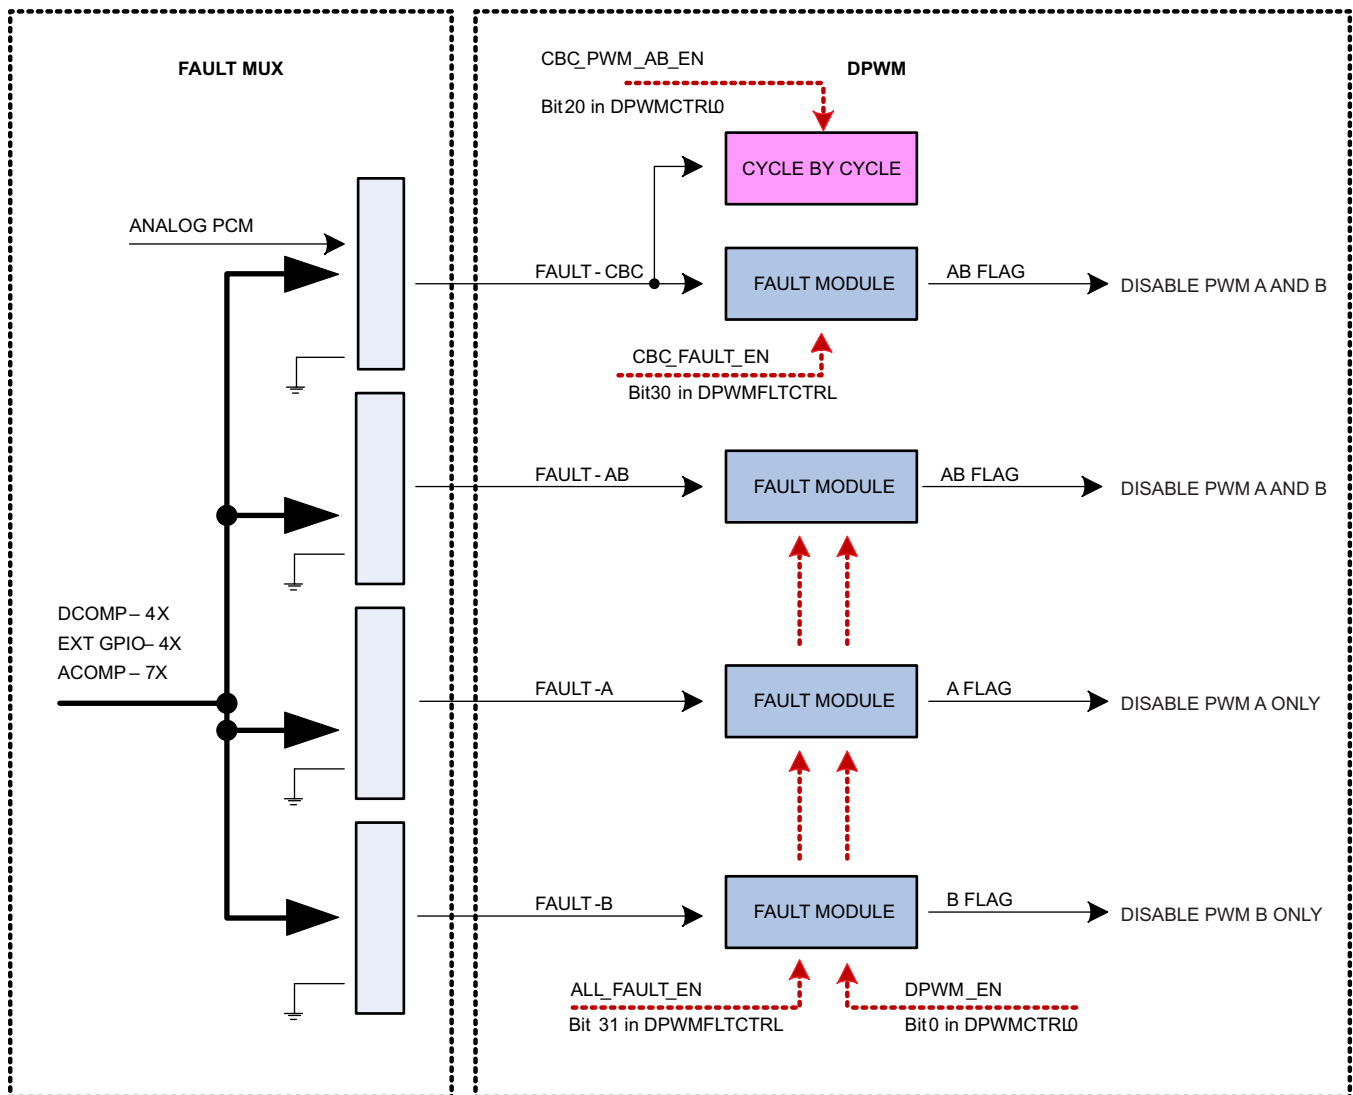 FAULT MUX
DPWM
CBC_PWM_AB_EN
Bit20 in DPWMCTRL0
CYCLE BY CYCLE
ANALOG PCM
FAULT - CBC
FAULT MODULE
AB FLAG
DISABLE PWM A AND B
CBC_FAULT_EN
Bit30 in DPWMFLTCTRL
FAULT - AB
FAULT MODULE
AB FLAG
DISABLE PWM A AND B
DCOMP – 4X
EXT GPIO – 4X
ACOMP – 7X
FAULT -A
FAULT MODULE
A FLAG
DISABLE PWM A ONLY
FAULT -B
FAULT MODULE
B FLAG
DISABLE PWM B ONLY
ALL_FAULT_EN
Bit 31 in DPWMFLTCTRL
DPWM _EN
Bit0 in DPWMCTRL0